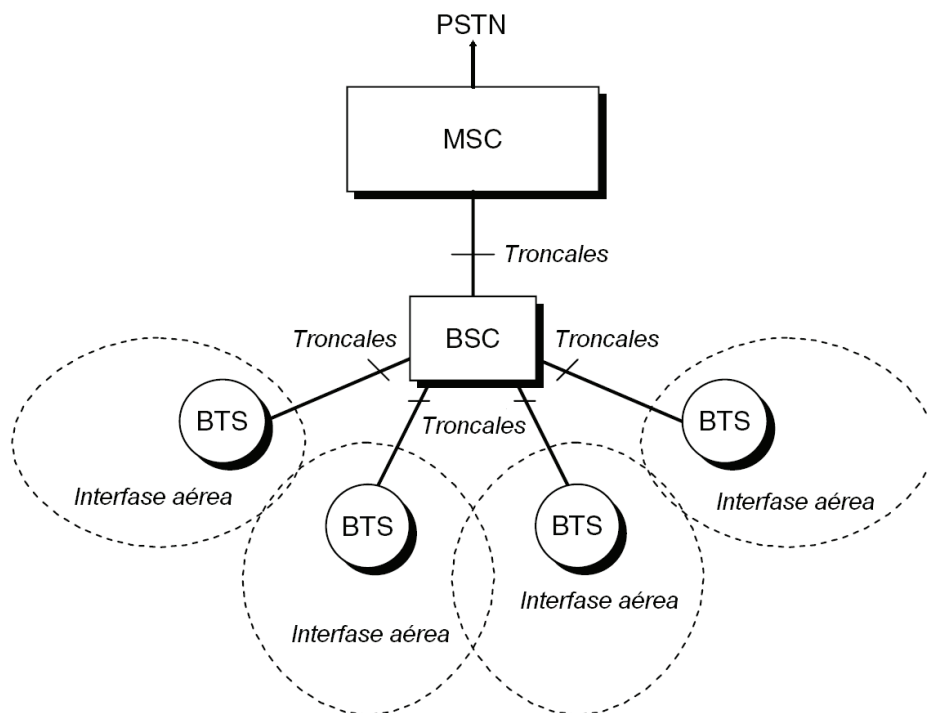 PSTN
MSC
Troncales
BSC
Troncales
Troncales
Troncales
BTS
BTS
BTS
BTS
Interfase aérea
Interfase aérea
Interfase aérea
Interfase aérea